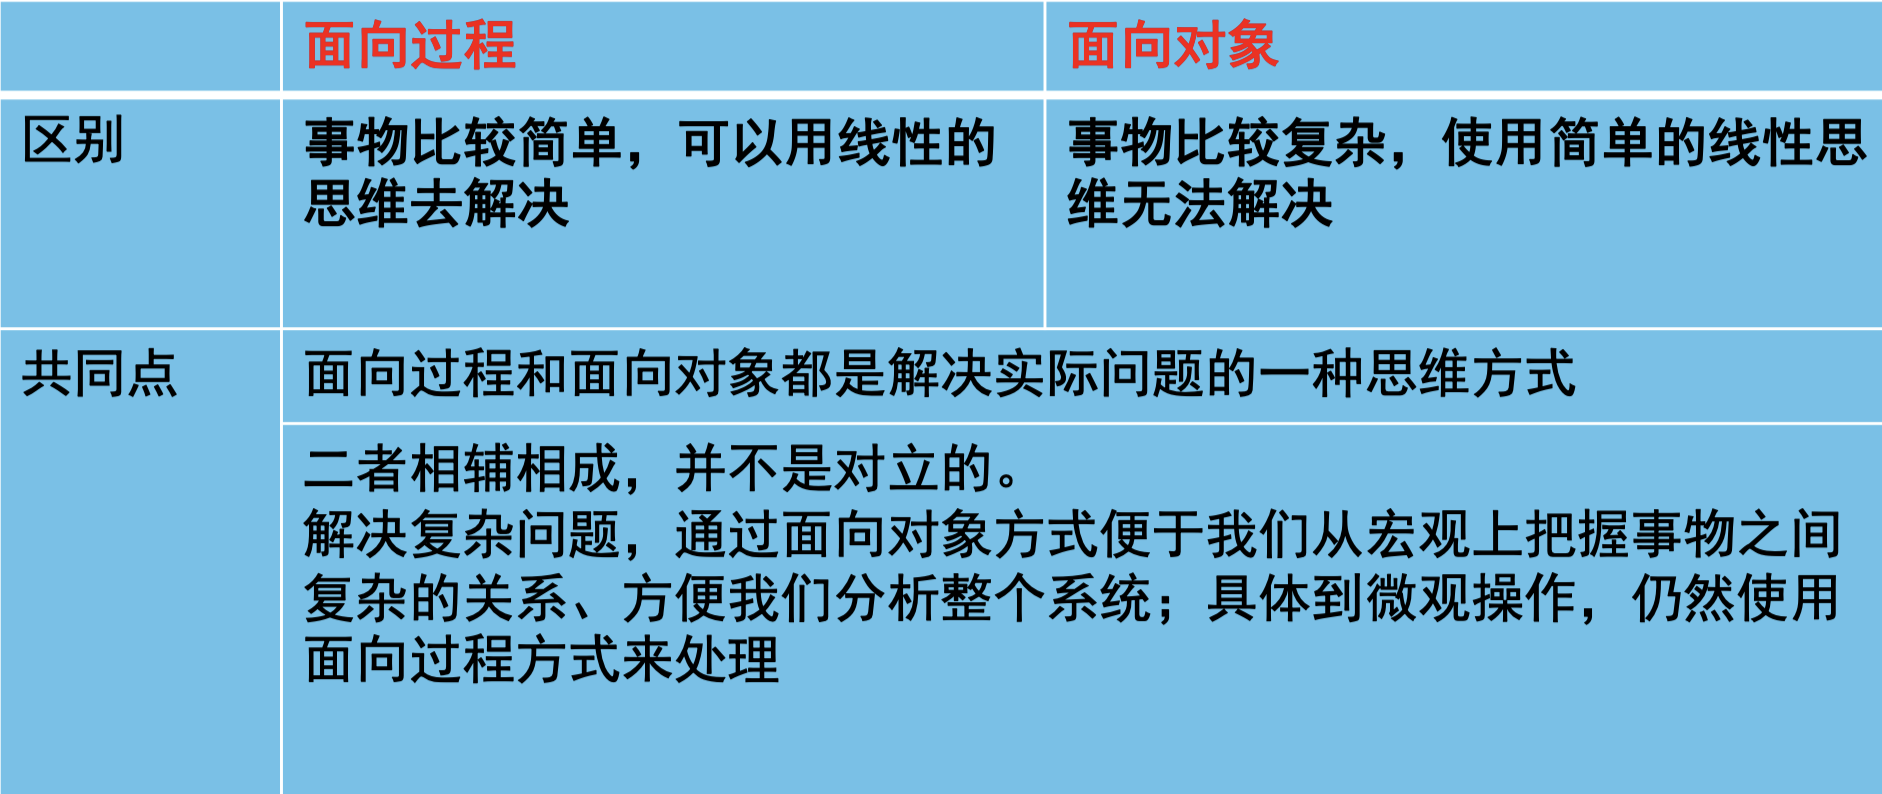 面向过程
面向对象
区别
事物比较简单，可以用线性的
思维去解决
事物比较复杂，使用简单的线性思
维无法解决
共同点
面向过程和面向对象都是解决实际问题的一种思维方式
二者相辅相成，并不是对立的。
解决复杂问题，通过面向对象方式便于我们从宏观上把握事物之间
复杂的关系、方便我们分析整个系统；具体到微观操作，仍然使用
面向过程方式来处理